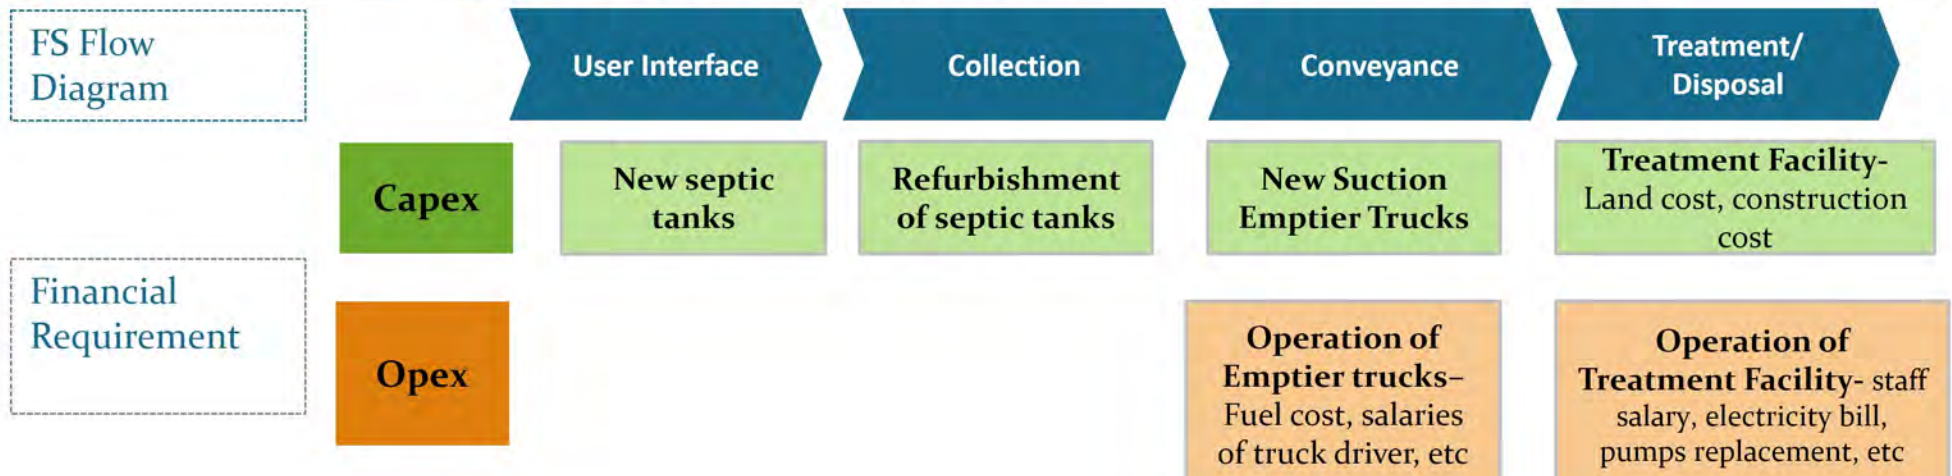 FS Flow
Diagram
User Interface
Collection
Conveyance
Treatment/
Disposal
Capex
New septic
tanks
Refurbishment
of septic tanks
New Suction
Emptier Trucks
Treatment Facility-
Land cost, construction
cost
Financial
Requirement
Opex
Operation of
Emptier trucks–
Fuel cost, salaries
of truck driver, etc
Operation of
Treatment Facility- staff
salary, electricity bill,
pumps replacement, etc